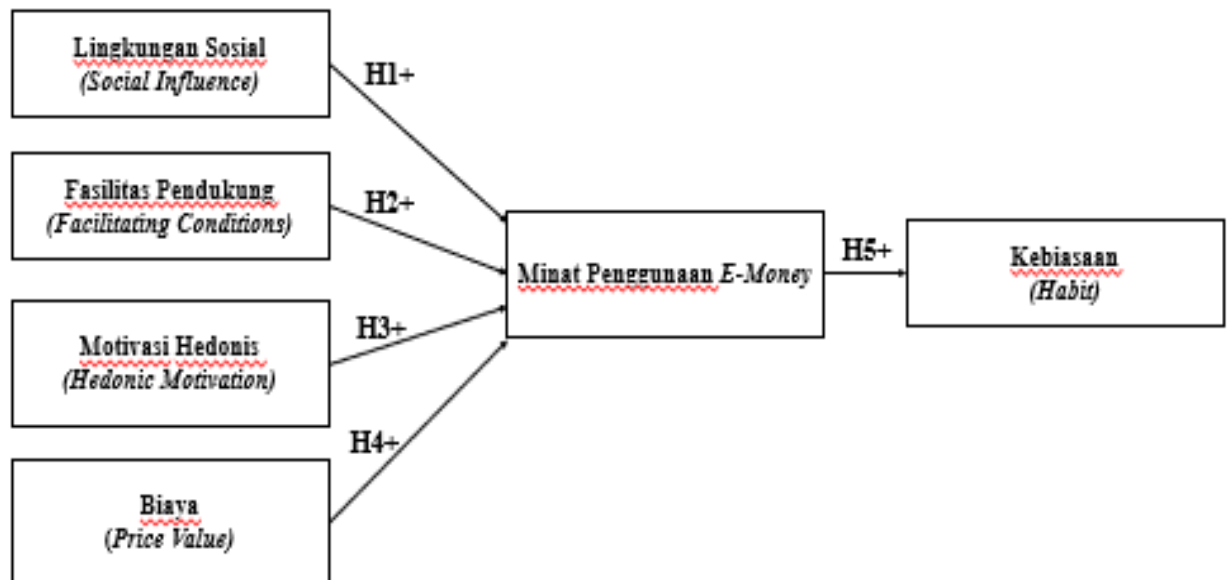 Lingkungan Sosial
(Social Influence)
H1+
Fasilitas Pendukung
(Facilitating Conditions)
H2+
Motivasi Hedonis
(Hedonic Motivation)
H3+
Biaya
(Price Value)
H4+
Minat Penggunaan E-Money
H5+
Kebiasaan
(Habit)